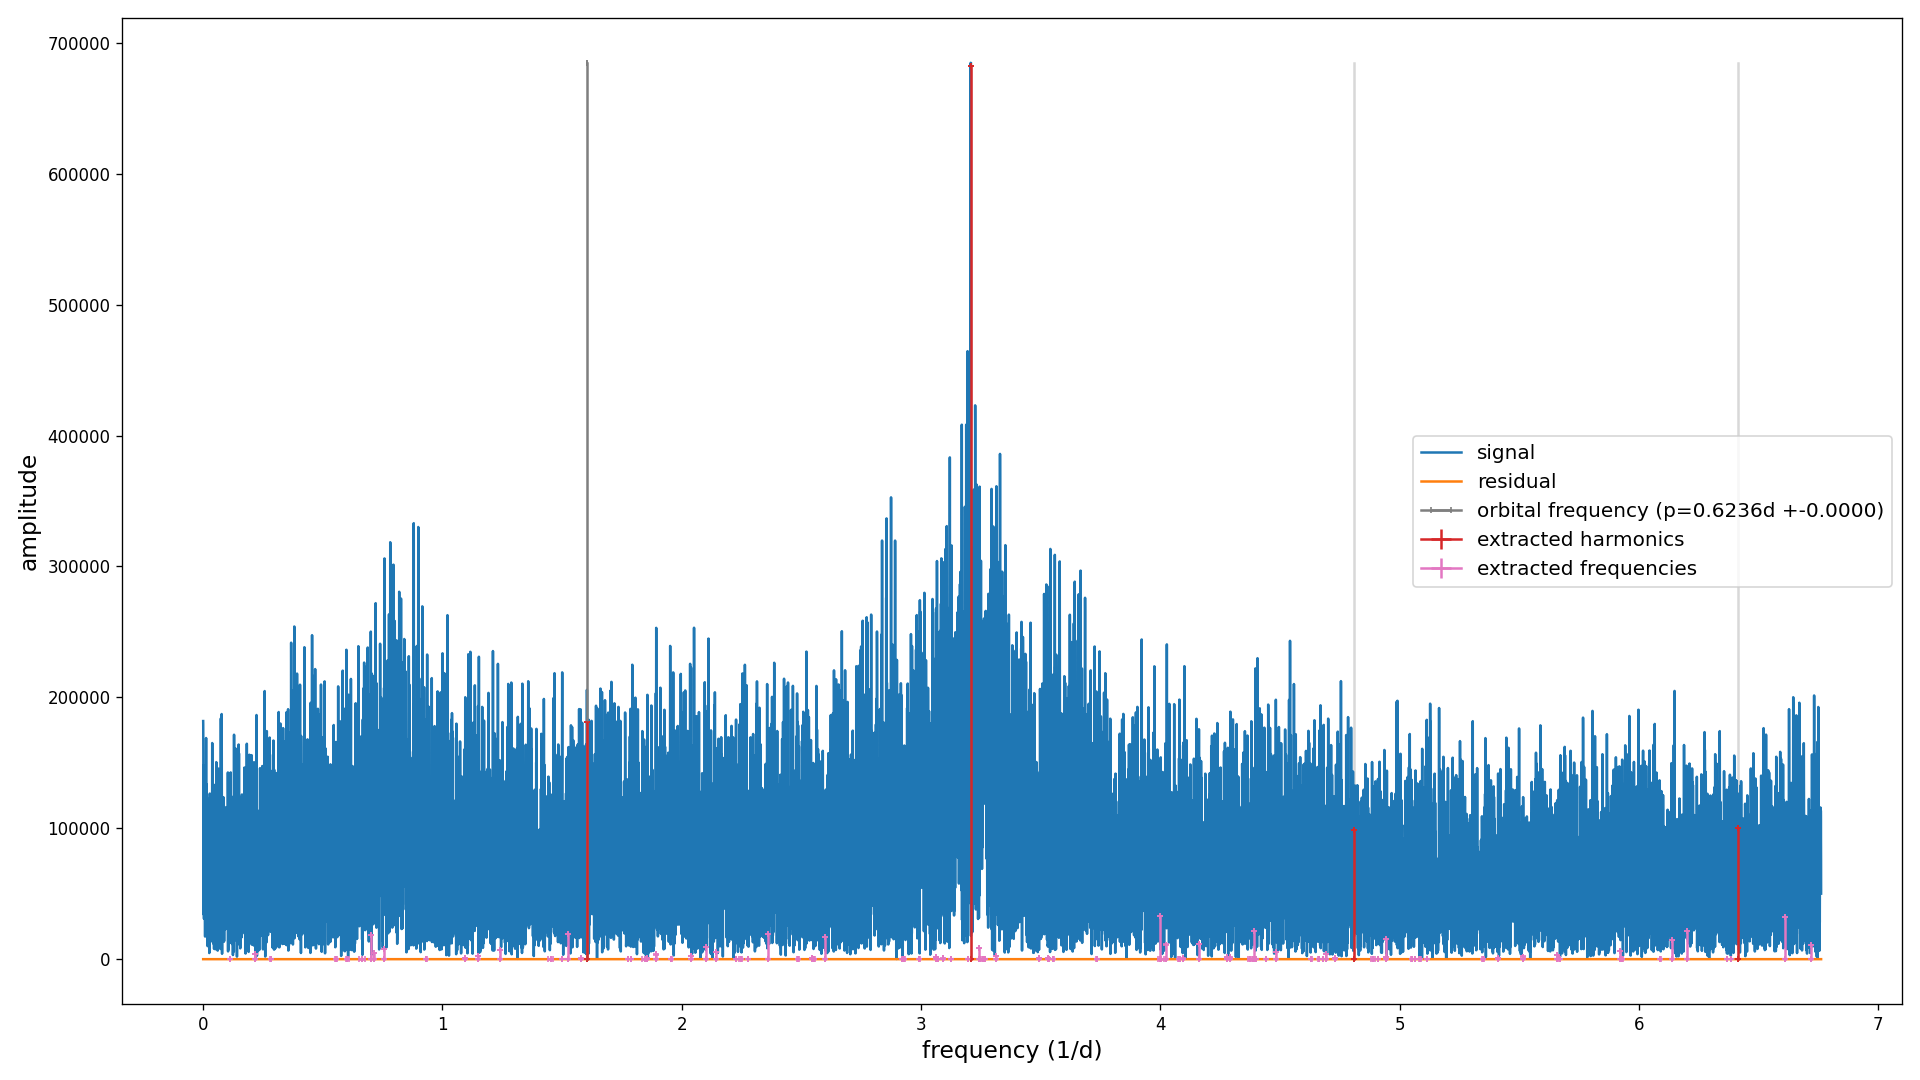 700000
600000
500000
400000
300000
200000
100000
0
amplitude
0 1 2 3 4 5 6 7
frequency (1/d)
signal
residual
orbital frequency (p=0.6236d +-0.0000)
extracted harmonics
extracted frequencies